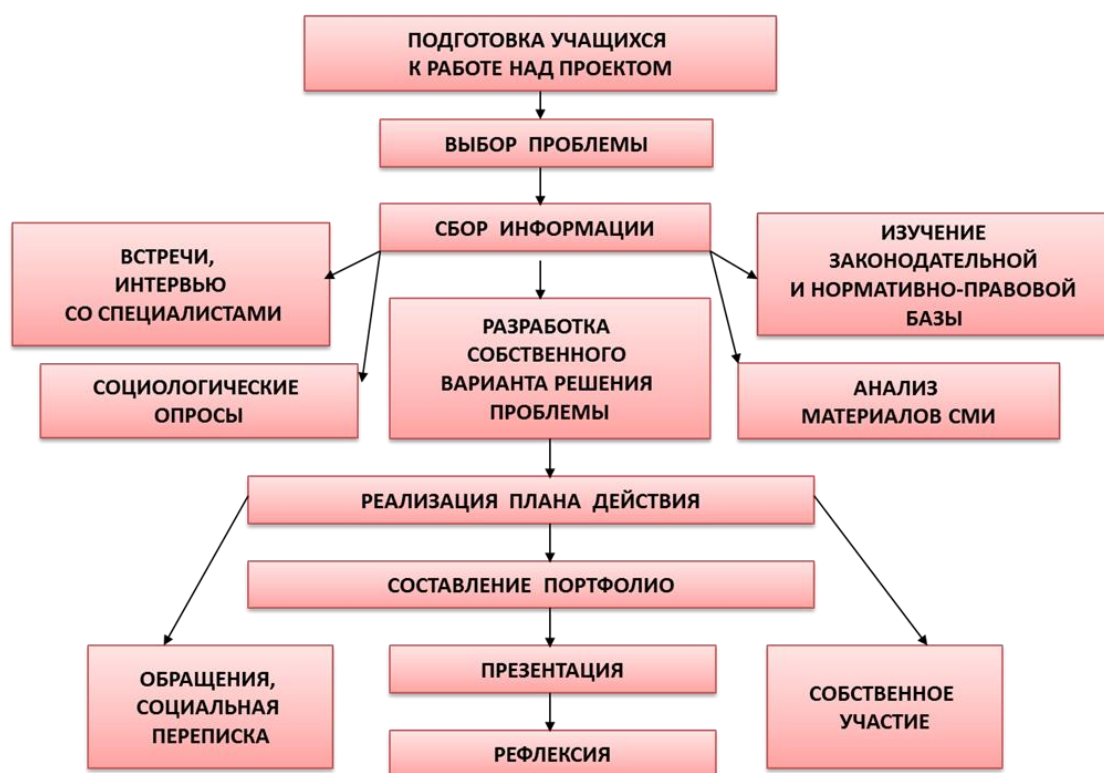 ПОДГОТОВКА УЧАЩИХСЯ
К РАБОТЕ НАД ПРОЕКТОМ
ВЫБОР ПРОБЛЕМЫ
СБОР ИНФОРМАЦИИ
ВСТРЕЧИ,
ИНТЕРВЬЮ
СО СПЕЦИАЛИСТАМИ
ИЗУЧЕНИЕ
ЗАКОНОДАТЕЛЬНОЙ
И НОРМАТИВНО-ПРАВОВОЙ
БАЗЫ
СОЦИОЛОГИЧЕСКИЕ
ОПРОСЫ
РАЗРАБОТКА
СОБСТВЕННОГО
ВАРИАНТА РЕШЕНИЯ
ПРОБЛЕМЫ
АНАЛИЗ
МАТЕРИАЛОВ СМИ
РЕАЛИЗАЦИЯ ПЛАНА ДЕЙСТВИЯ
СОСТАВЛЕНИЕ ПОРТФОЛИО
ОБРАЩЕНИЯ,
СОЦИАЛЬНАЯ
ПЕРЕПИСКА
ПРЕЗЕНТАЦИЯ
СОБСТВЕННОЕ
УЧАСТИЕ
РЕФЛЕКСИЯ